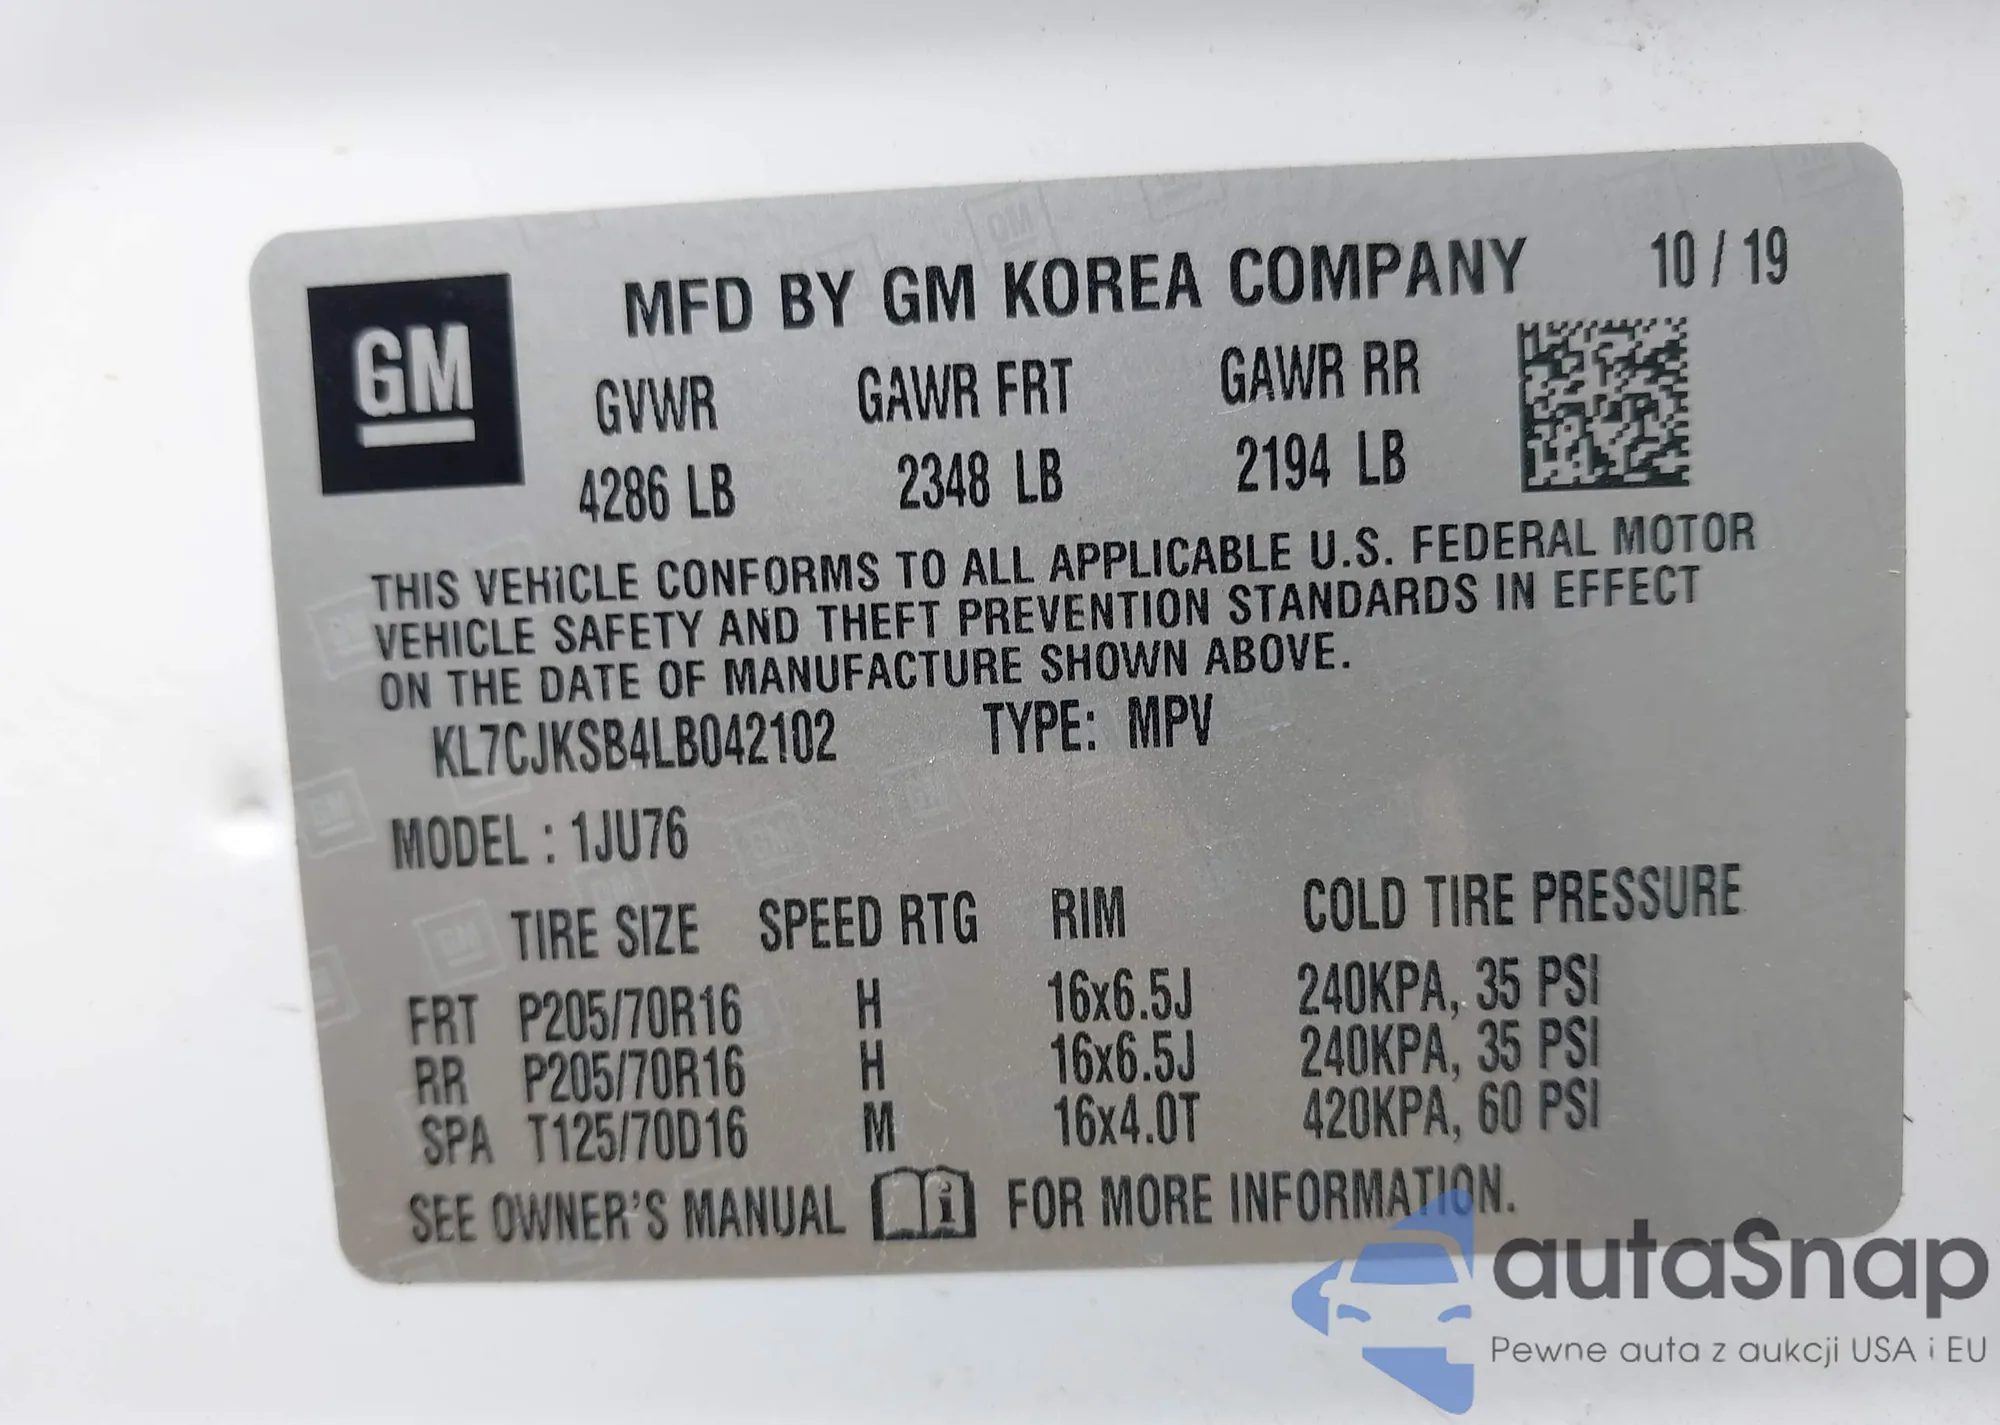 MFD BY GM KOREA COMPANY 10 / 19
GM
GVWR GAWR FRT GAWR RR
4286 LB 2348 LB 2194 LB
THIS VEHICLE CONFORMS TO ALL APPLICABLE U.S. FEDERAL MOTOR
VEHICLE SAFETY AND THEFT PREVENTION STANDARDS IN EFFECT
ON THE DATE OF MANUFACTURE SHOWN ABOVE.
KL7CJKSB4LB042102 TYPE: MPV
MODEL : 1JU76
TIRE SIZE SPEED RTG RIM COLD TIRE PRESSURE
FRT P205/70R16 H 16x6.5J 240KPA, 35 PSI
RR P205/70R16 H 16x6.5J 240KPA, 35 PSI
SPA T125/70D16 M 16x4.0T 420KPA, 60 PSI
SEE OWNER'S MANUAL i FOR MORE INFORMATION.
autaSnap
Pewne auta z aukcji USA i EU